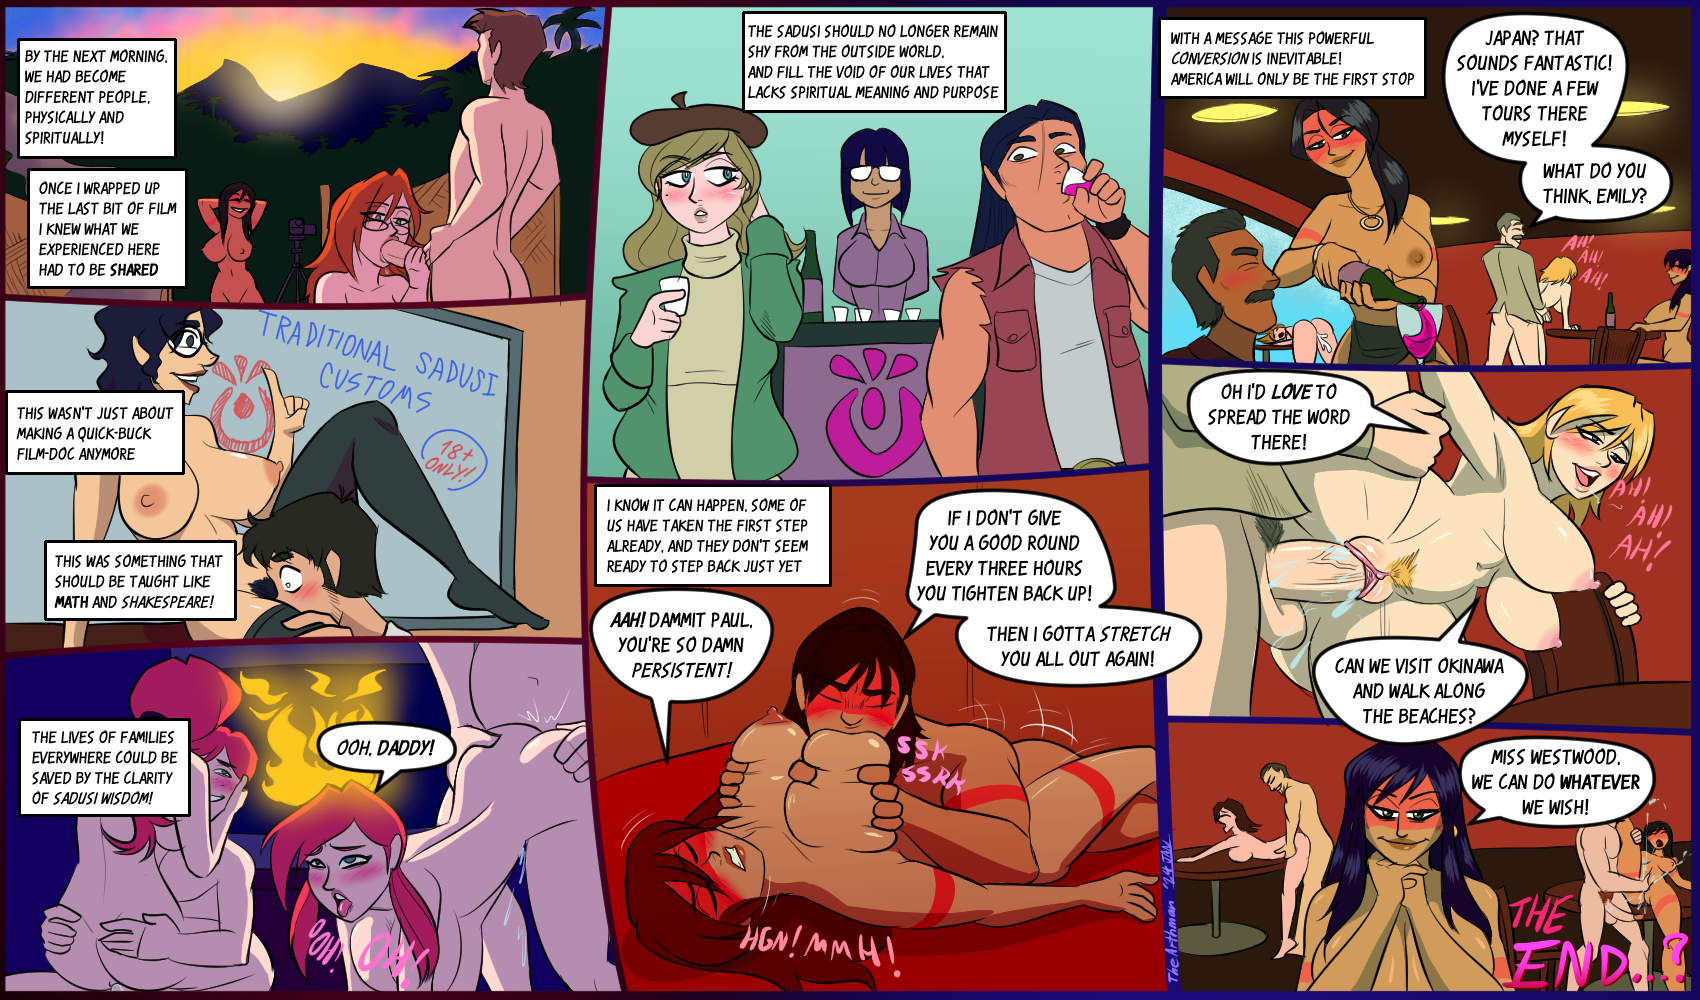 BY THE NEXT MORNING,
WE HAD BECOME
DIFFERENT PEOPLE,
PHYSICALLY AND
SPIRITUALLY!
ONCE I WRAPPED UP
THE LAST BIT OF FILM
I KNEW WHAT WE
EXPERIENCED HERE
HAD TO BE SHARED
TRADITIONAL SADUSI
CUSTOMS
18+
ONLY!
THIS WASN'T JUST ABOUT
MAKING A QUICK-BUCK
FILM-DOC ANYMORE
THIS WAS SOMETHING THAT
SHOULD BE TAUGHT LIKE
MATH AND SHAKESPEARE!
THE LIVES OF FAMILIES
EVERYWHERE COULD BE
SAVED BY THE CLARITY
OF SADUSI WISDOM!
OOH, DADDY!
OOH!
OH!
THE SADUSI SHOULD NO LONGER REMAIN
SHY FROM THE OUTSIDE WORLD,
AND FILL THE VOID OF OUR LIVES THAT
LACKS SPIRITUAL MEANING AND PURPOSE
I KNOW IT CAN HAPPEN, SOME OF
US HAVE TAKEN THE FIRST STEP
ALREADY, AND THEY DON'T SEEM
READY TO STEP BACK JUST YET
AAH! DAMMIT PAUL,
YOU'RE SO DAMN
PERSISTENT!
IF I DON'T GIVE
YOU A GOOD ROUND
EVERY THREE HOURS
YOU TIGHTEN BACK UP!
THEN I GOTTA STRETCH
YOU ALL OUT AGAIN!
SSK
SSRK
HGN! MMH!
WITH A MESSAGE THIS POWERFUL
CONVERSION IS INEVITABLE!
AMERICA WILL ONLY BE THE FIRST STOP
JAPAN? THAT
SOUNDS FANTASTIC!
I'VE DONE A FEW
TOURS THERE
MYSELF!
WHAT DO YOU
THINK, EMILY?
AH!
AH!
AH!
OH I'D LOVE TO
SPREAD THE WORD
THERE!
AH!
AH!
AH!
CAN WE VISIT OKINAWA
AND WALK ALONG
THE BEACHES?
MISS WESTWOOD,
WE CAN DO WHATEVER
WE WISH!
THE
END...?
TheArthman '24 JAN